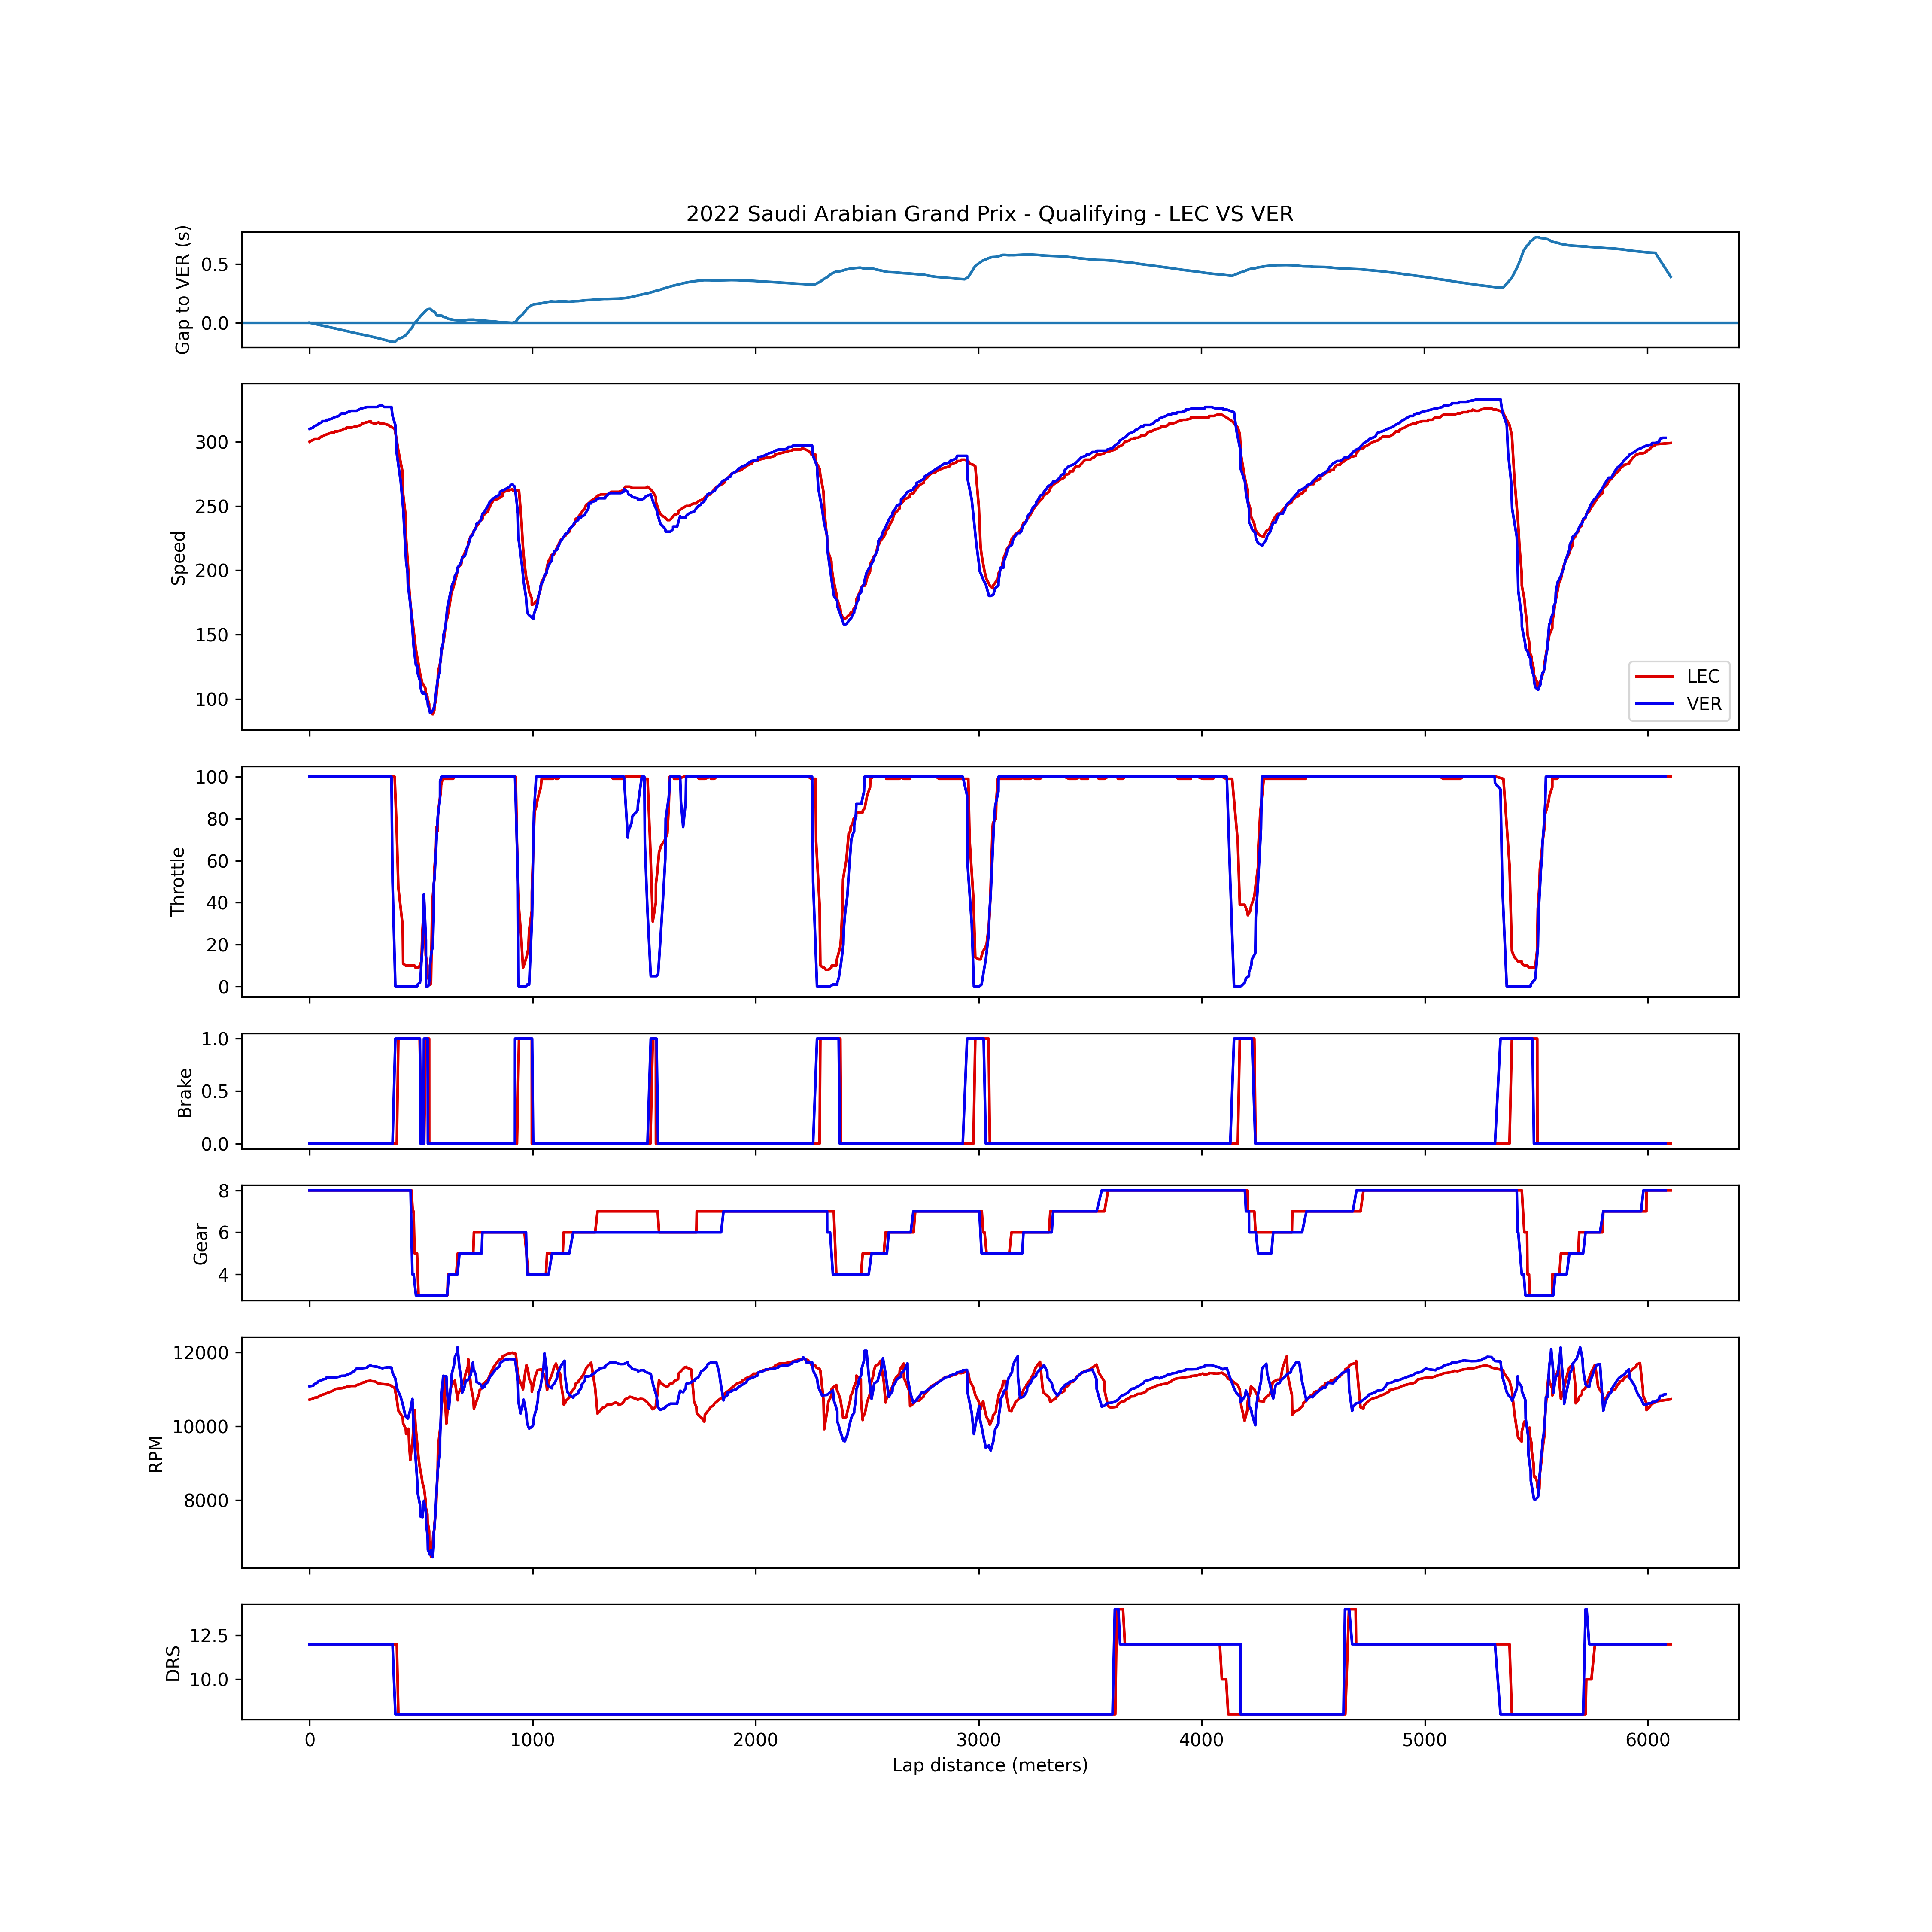 2022 Saudi Arabian Grand Prix - Qualifying - LEC VS VER
Gap to VER (s)
0.5
0.0
Speed
300
250
200
150
100
LEC
VER
Throttle
100
80
60
40
20
0
Brake
1.0
0.5
0.0
Gear
8
6
4
RPM
12000
10000
8000
DRS
12.5
10.0
0 1000 2000 3000 4000 5000 6000
Lap distance (meters)